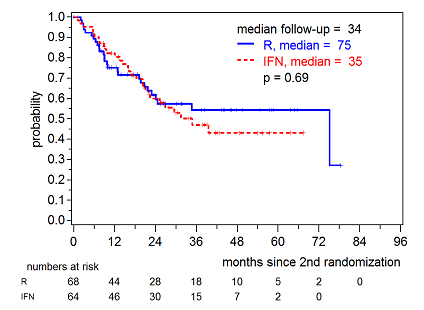 median follow-up = 34
R, median = 75
IFN, median = 35
p = 0.69
probability
1.0
0.9
0.8
0.7
0.6
0.5
0.4
0.3
0.2
0.1
0.0
0 12 24 36 48 60 72 84 96
numbers at risk months since 2nd randomization
R 68 44 28 18 10 5 2 0
IFN 64 46 30 15 7 2 0